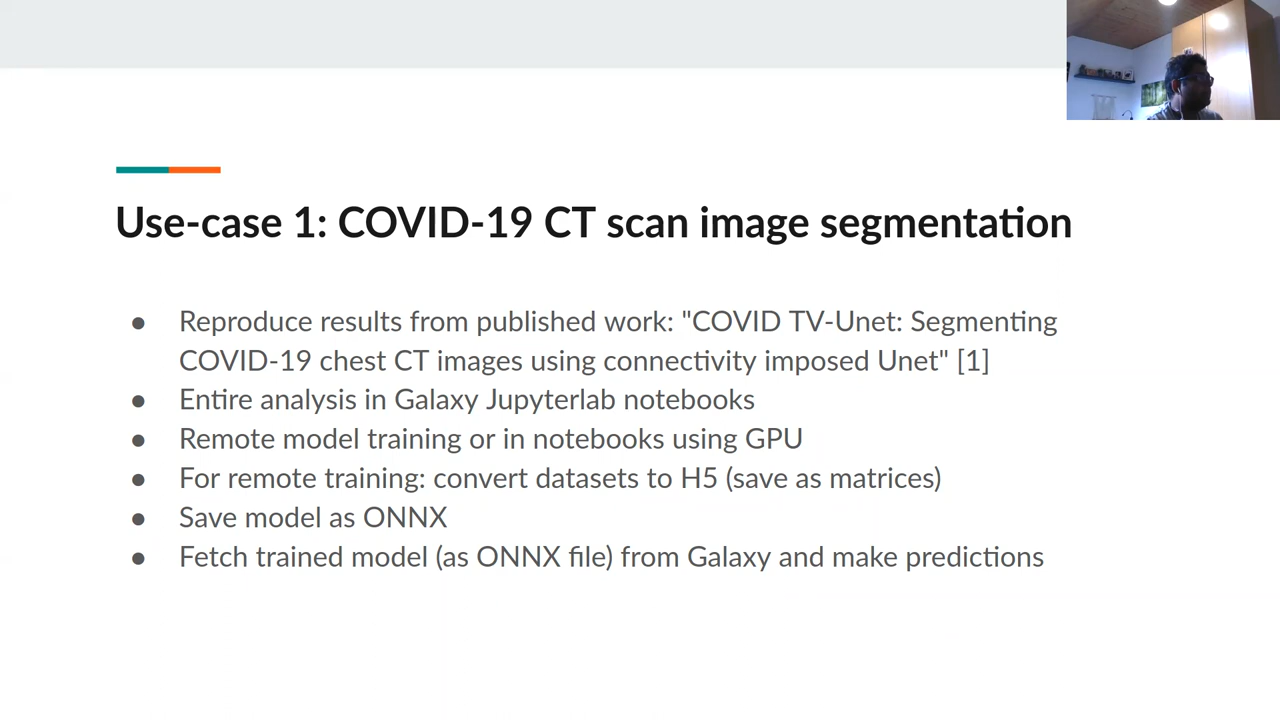 Use-case 1: COVID-19 CT scan image segmentation
● Reproduce results from published work: "COVID TV-Unet: Segmenting
COVID-19 chest CT images using connectivity imposed Unet" [1]
● Entire analysis in Galaxy Jupyterlab notebooks
● Remote model training or in notebooks using GPU
● For remote training: convert datasets to H5 (save as matrices)
● Save model as ONNX
● Fetch trained model (as ONNX file) from Galaxy and make predictions